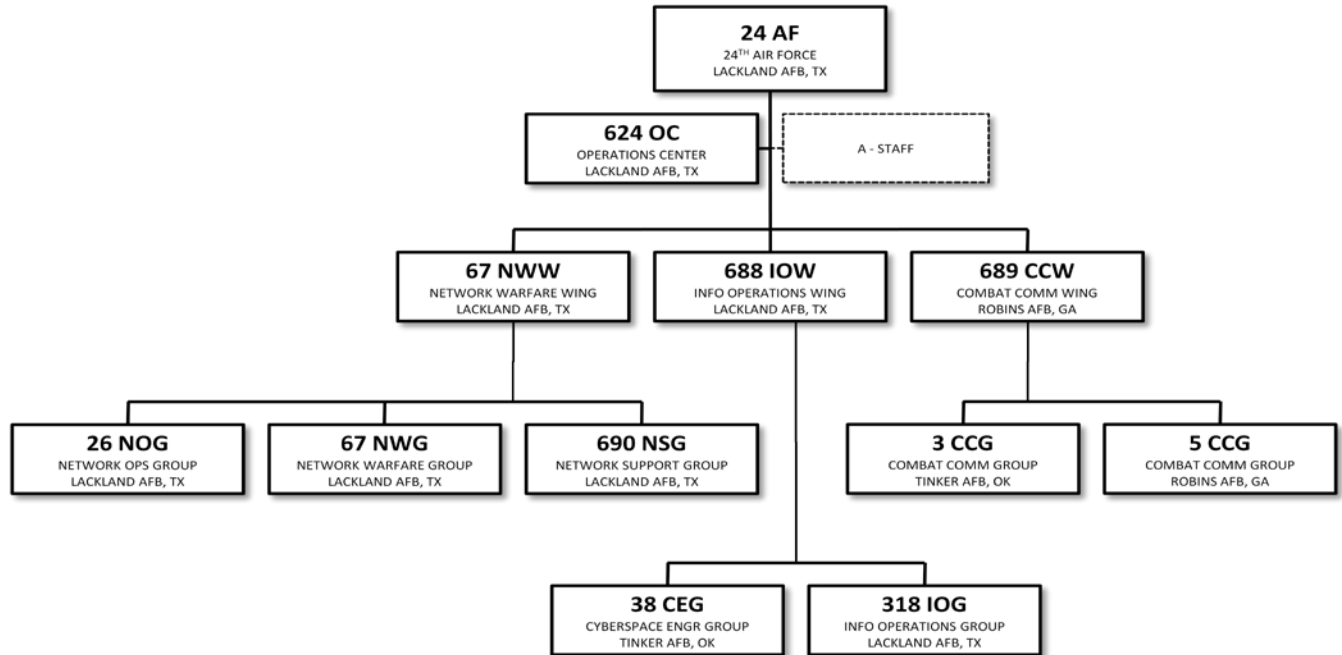 24 AF
24TH AIR FORCE
LACKLAND AFB, TX
624 OC
OPERATIONS CENTER
LACKLAND AFB, TX
A - STAFF
67 NWW
NETWORK WARFARE WING
LACKLAND AFB, TX
688 IOW
INFO OPERATIONS WING
LACKLAND AFB, TX
689 CCW
COMBAT COMM WING
ROBINS AFB, GA
26 NOG
NETWORK OPS GROUP
LACKLAND AFB, TX
67 NWG
NETWORK WARFARE GROUP
LACKLAND AFB, TX
690 NSG
NETWORK SUPPORT GROUP
LACKLAND AFB, TX
3 CCG
COMBAT COMM GROUP
TINKER AFB, OK
5 CCG
COMBAT COMM GROUP
ROBINS AFB, GA
38 CEG
CYBERSPACE ENGR GROUP
TINKER AFB, OK
318 IOG
INFO OPERATIONS GROUP
LACKLAND AFB, TX